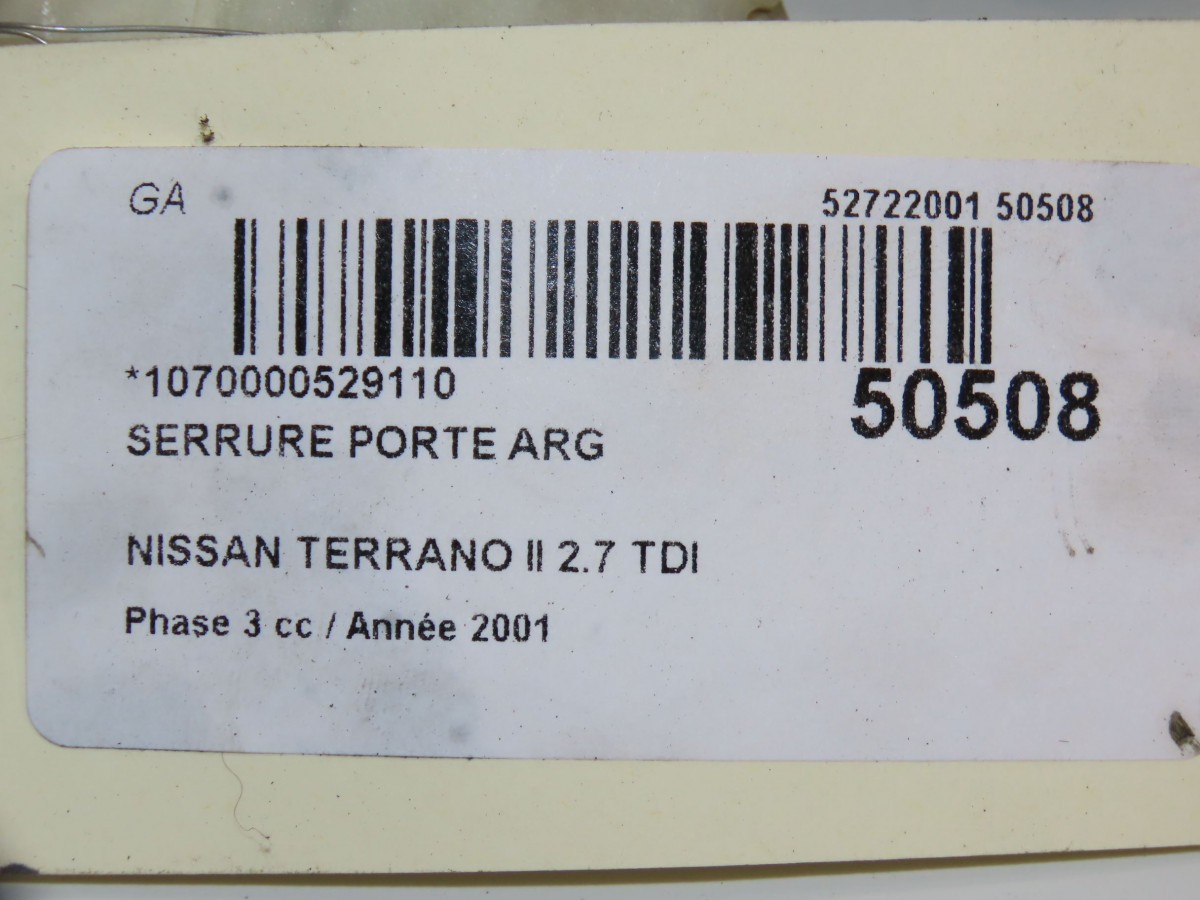 GA
52722001 50508
*1070000529110
50508
SERRURE PORTE ARG
NISSAN TERRANO II 2.7 TDI
Phase 3 cc / Année 2001